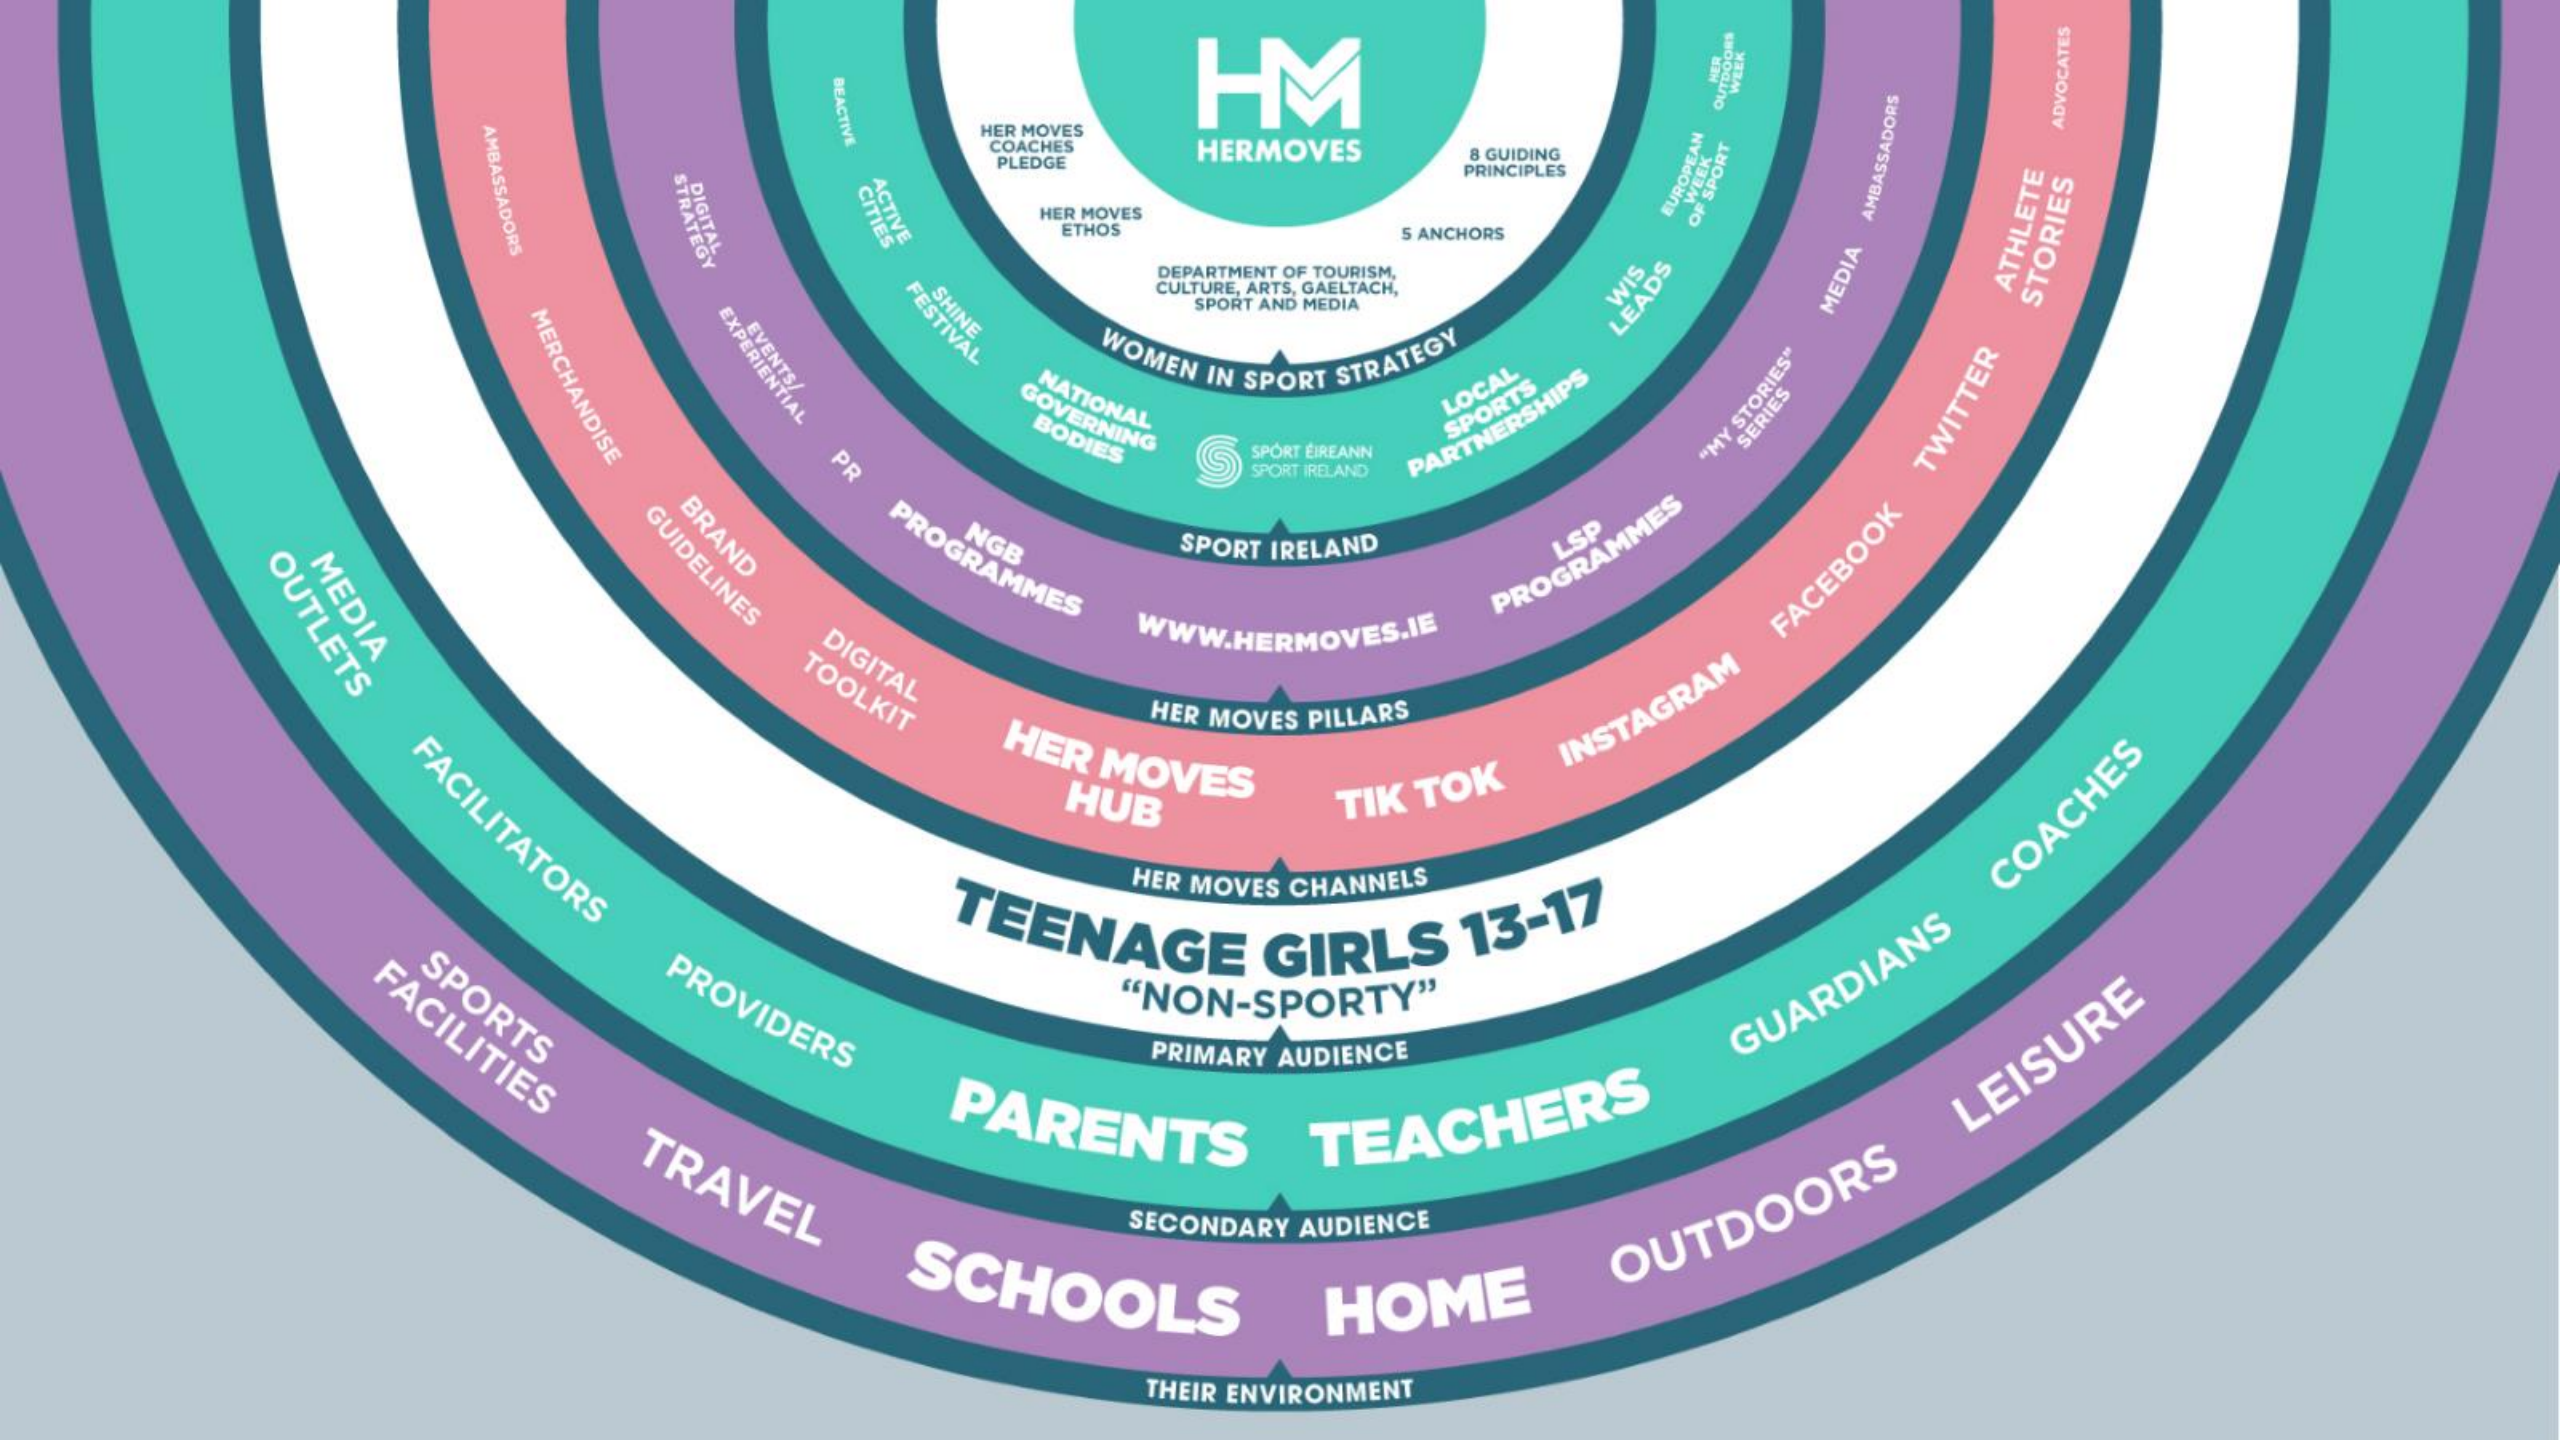 HM
HERMOVES
HER MOVES
COACHES
PLEDGE
HER MOVES
ETHOS
DEPARTMENT OF TOURISM,
CULTURE, ARTS, GAELTACH,
SPORT AND MEDIA
5 ANCHORS
8 GUIDING
PRINCIPLES
WOMEN IN SPORT STRATEGY
BEACTIVE
ACTIVE
CITIES
SHINE
FESTIVAL
NATIONAL
GOVERNING
BODIES
SPÓRT ÉIREANN
SPORT IRELAND
LOCAL
SPORTS
PARTNERSHIPS
WIS
LEADS
EUROPEAN
WEEK
OF SPORT
HER
OUTDOORS
WEEK
SPORT IRELAND
DIGITAL
STRATEGY
EVENTS/
EXPERIENTIAL
PR
NGB
PROGRAMMES
WWW.HERMOVES.IE
LSP
PROGRAMMES
"MY STORIES"
SERIES
MEDIA
AMBASSADORS
HER MOVES PILLARS
AMBASSADORS
MERCHANDISE
BRAND
GUIDELINES
DIGITAL
TOOLKIT
HER MOVES
HUB
TIK TOK
INSTAGRAM
FACEBOOK
TWITTER
ATHLETE
STORIES
ADVOCATES
HER MOVES CHANNELS
TEENAGE GIRLS 13-17
"NON-SPORTY"
PRIMARY AUDIENCE
MEDIA
OUTLETS
FACILITATORS
PROVIDERS
PARENTS
TEACHERS
GUARDIANS
COACHES
SECONDARY AUDIENCE
SPORTS
FACILITIES
TRAVEL
SCHOOLS
HOME
OUTDOORS
LEISURE
THEIR ENVIRONMENT